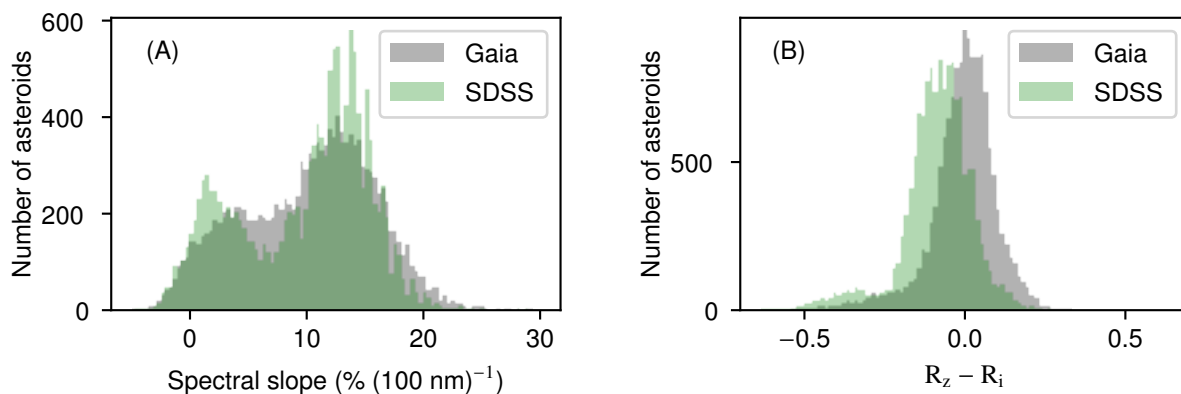 (A)
Gaia
SDSS
Number of asteroids
600
400
200
0
0
10
20
30
Spectral slope (% (100 nm)⁻¹)
(B)
Gaia
SDSS
Number of asteroids
500
0
−0.5
0.0
0.5
R_z − R_i